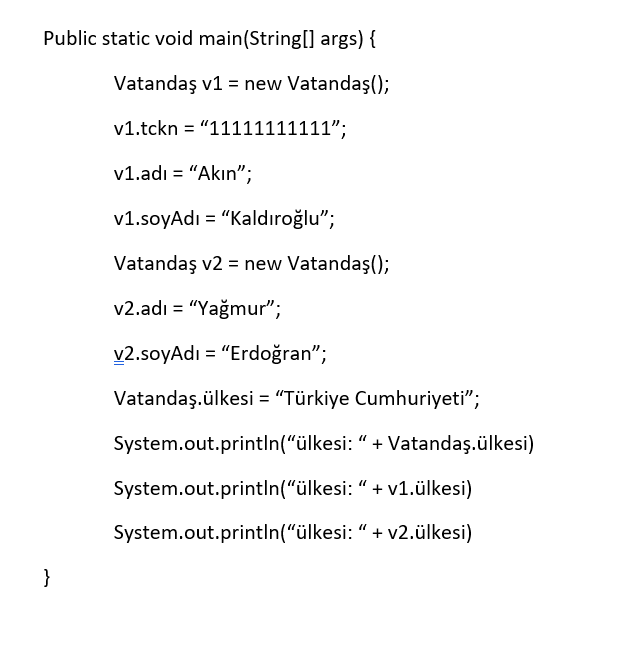 Public static void main(String[] args) {
Vatandaş v1 = new Vatandaş();
v1.tckn = “11111111111”;
v1.adı = “Akın”;
v1.soyAdı = “Kaldıroğlu”;
Vatandaş v2 = new Vatandaş();
v2.adı = “Yağmur”;
v2.soyAdı = “Erdoğran”;
Vatandaş.ülkesi = “Türkiye Cumhuriyeti”;
System.out.println(“ülkesi: “ + Vatandaş.ülkesi)
System.out.println(“ülkesi: “ + v1.ülkesi)
System.out.println(“ülkesi: “ + v2.ülkesi)
}